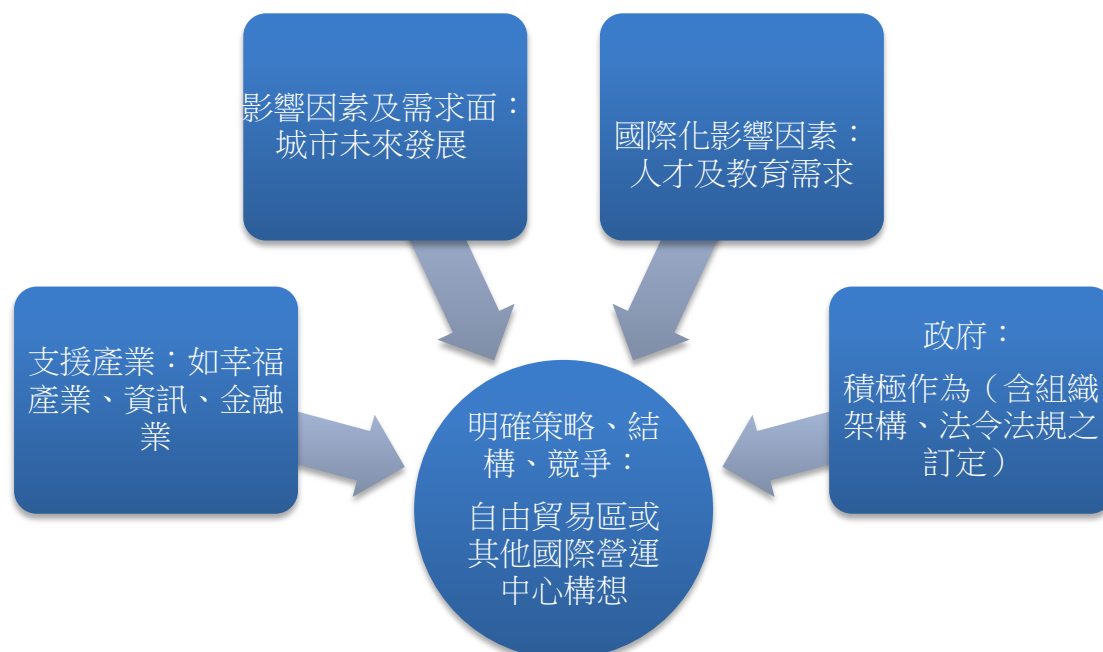 影響因素及需求面：
城市未來發展
國際化影響因素：
人才及教育需求
支援產業：如幸福
產業、資訊、金融
業
政府：
積極作為（含組織
架構、法令法規之
訂定）
明確策略、結
構、競爭：
自由貿易區或
其他國際營運
中心構想